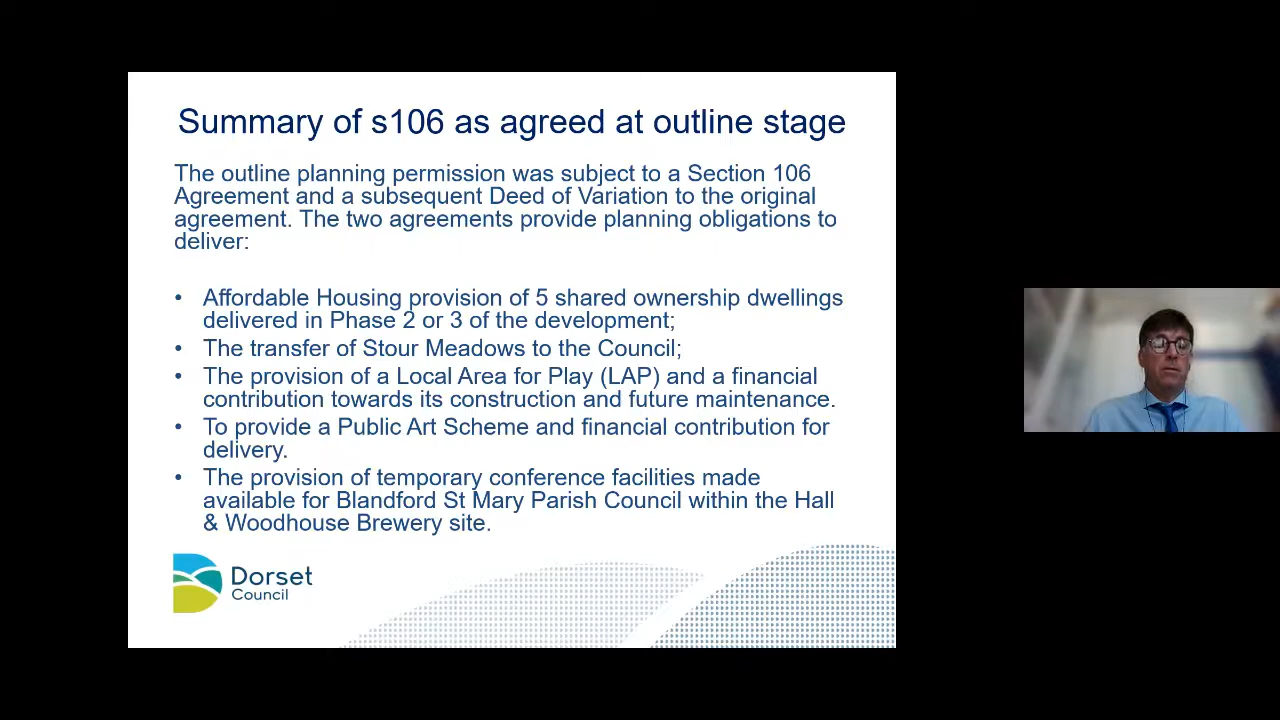 Summary of s106 as agreed at outline stage
The outline planning permission was subject to a Section 106
Agreement and a subsequent Deed of Variation to the original
agreement. The two agreements provide planning obligations to
deliver:
• Affordable Housing provision of 5 shared ownership dwellings
delivered in Phase 2 or 3 of the development;
• The transfer of Stour Meadows to the Council;
• The provision of a Local Area for Play (LAP) and a financial
contribution towards its construction and future maintenance.
• To provide a Public Art Scheme and financial contribution for
delivery.
• The provision of temporary conference facilities made
available for Blandford St Mary Parish Council within the Hall
& Woodhouse Brewery site.
Dorset
Council